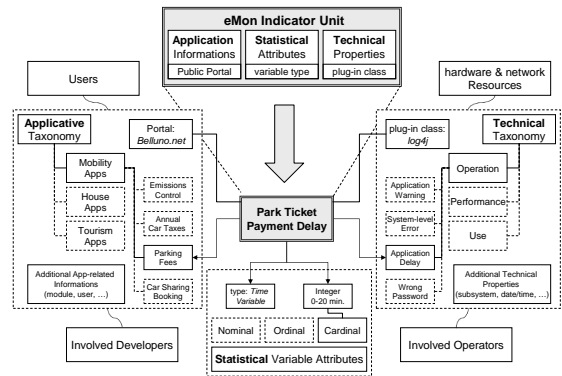 eMon Indicator Unit
Application
Informations
Public Portal
Statistical
Attributes
variable type
Technical
Properties
plug-in class
Users
hardware & network
Resources
Applicative
Taxonomy
Portal:
Belluno.net
plug-in class:
log4j
Technical
Taxonomy
Mobility
Apps
House
Apps
Tourism
Apps
Emissions
Control
Annual
Car Taxes
Parking
Fees
Car Sharing
Booking
Additional App-related
Informations
(module, user, …)
Park Ticket
Payment Delay
Operation
Performance
Use
Application
Warning
System-level
Error
Application
Delay
Wrong
Password
Additional Technical
Properties
(subsystem, date/time, …)
type: Time
Variable
Integer
0-20 min.
Nominal
Ordinal
Cardinal
Statistical Variable Attributes
Involved Developers
Involved Operators